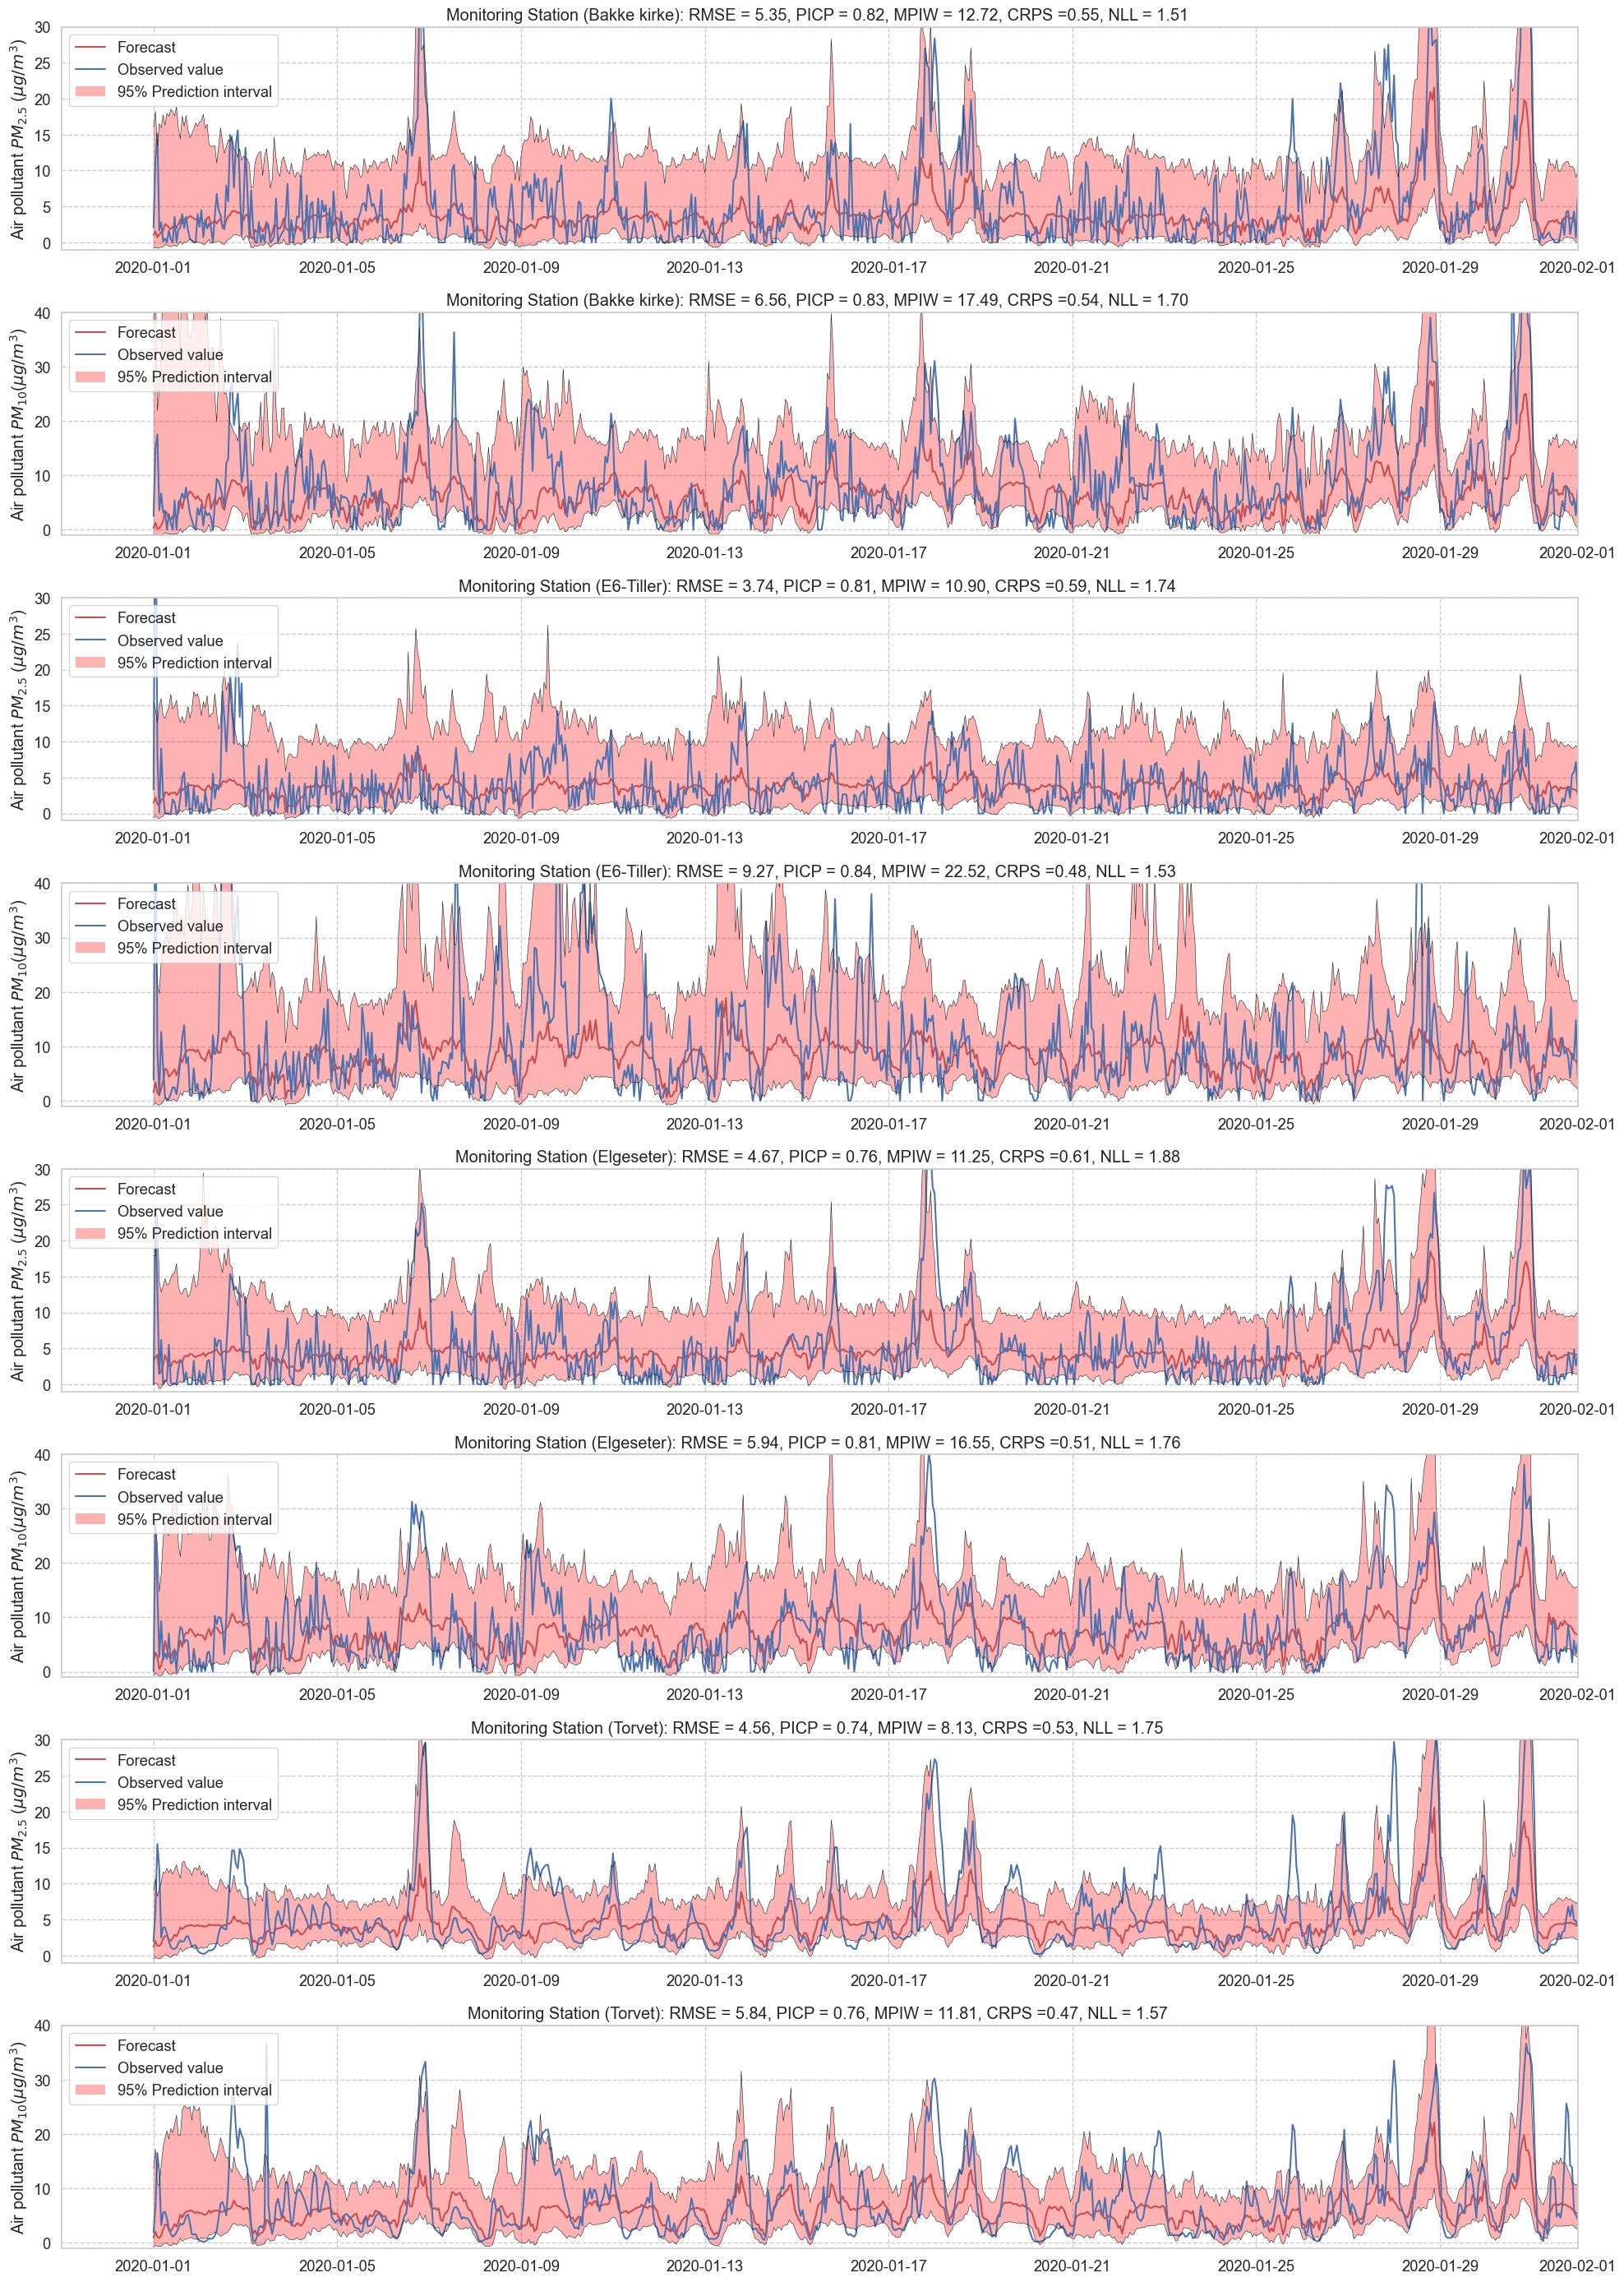 Monitoring Station (Bakke kirke): RMSE = 5.35, PICP = 0.82, MPIW = 12.72, CRPS =0.55, NLL = 1.51
Air pollutant PM2.5 (μg/m3)
30
25
20
15
10
5
0
Forecast
Observed value
95% Prediction interval
2020-01-01 2020-01-05 2020-01-09 2020-01-13 2020-01-17 2020-01-21 2020-01-25 2020-01-29 2020-02-01
Monitoring Station (Bakke kirke): RMSE = 6.56, PICP = 0.83, MPIW = 17.49, CRPS =0.54, NLL = 1.70
Air pollutant PM10(μg/m3)
40
30
20
10
0
Forecast
Observed value
95% Prediction interval
2020-01-01 2020-01-05 2020-01-09 2020-01-13 2020-01-17 2020-01-21 2020-01-25 2020-01-29 2020-02-01
Monitoring Station (E6-Tiller): RMSE = 3.74, PICP = 0.81, MPIW = 10.90, CRPS =0.59, NLL = 1.74
Air pollutant PM2.5 (μg/m3)
30
25
20
15
10
5
0
Forecast
Observed value
95% Prediction interval
2020-01-01 2020-01-05 2020-01-09 2020-01-13 2020-01-17 2020-01-21 2020-01-25 2020-01-29 2020-02-01
Monitoring Station (E6-Tiller): RMSE = 9.27, PICP = 0.84, MPIW = 22.52, CRPS =0.48, NLL = 1.53
Air pollutant PM10(μg/m3)
40
30
20
10
0
Forecast
Observed value
95% Prediction interval
2020-01-01 2020-01-05 2020-01-09 2020-01-13 2020-01-17 2020-01-21 2020-01-25 2020-01-29 2020-02-01
Monitoring Station (Elgeseter): RMSE = 4.67, PICP = 0.76, MPIW = 11.25, CRPS =0.61, NLL = 1.88
Air pollutant PM2.5 (μg/m3)
30
25
20
15
10
5
0
Forecast
Observed value
95% Prediction interval
2020-01-01 2020-01-05 2020-01-09 2020-01-13 2020-01-17 2020-01-21 2020-01-25 2020-01-29 2020-02-01
Monitoring Station (Elgeseter): RMSE = 5.94, PICP = 0.81, MPIW = 16.55, CRPS =0.51, NLL = 1.76
Air pollutant PM10(μg/m3)
40
30
20
10
0
Forecast
Observed value
95% Prediction interval
2020-01-01 2020-01-05 2020-01-09 2020-01-13 2020-01-17 2020-01-21 2020-01-25 2020-01-29 2020-02-01
Monitoring Station (Torvet): RMSE = 4.56, PICP = 0.74, MPIW = 8.13, CRPS =0.53, NLL = 1.75
Air pollutant PM2.5 (μg/m3)
30
25
20
15
10
5
0
Forecast
Observed value
95% Prediction interval
2020-01-01 2020-01-05 2020-01-09 2020-01-13 2020-01-17 2020-01-21 2020-01-25 2020-01-29 2020-02-01
Monitoring Station (Torvet): RMSE = 5.84, PICP = 0.76, MPIW = 11.81, CRPS =0.47, NLL = 1.57
Air pollutant PM10(μg/m3)
40
30
20
10
0
Forecast
Observed value
95% Prediction interval
2020-01-01 2020-01-05 2020-01-09 2020-01-13 2020-01-17 2020-01-21 2020-01-25 2020-01-29 2020-02-01